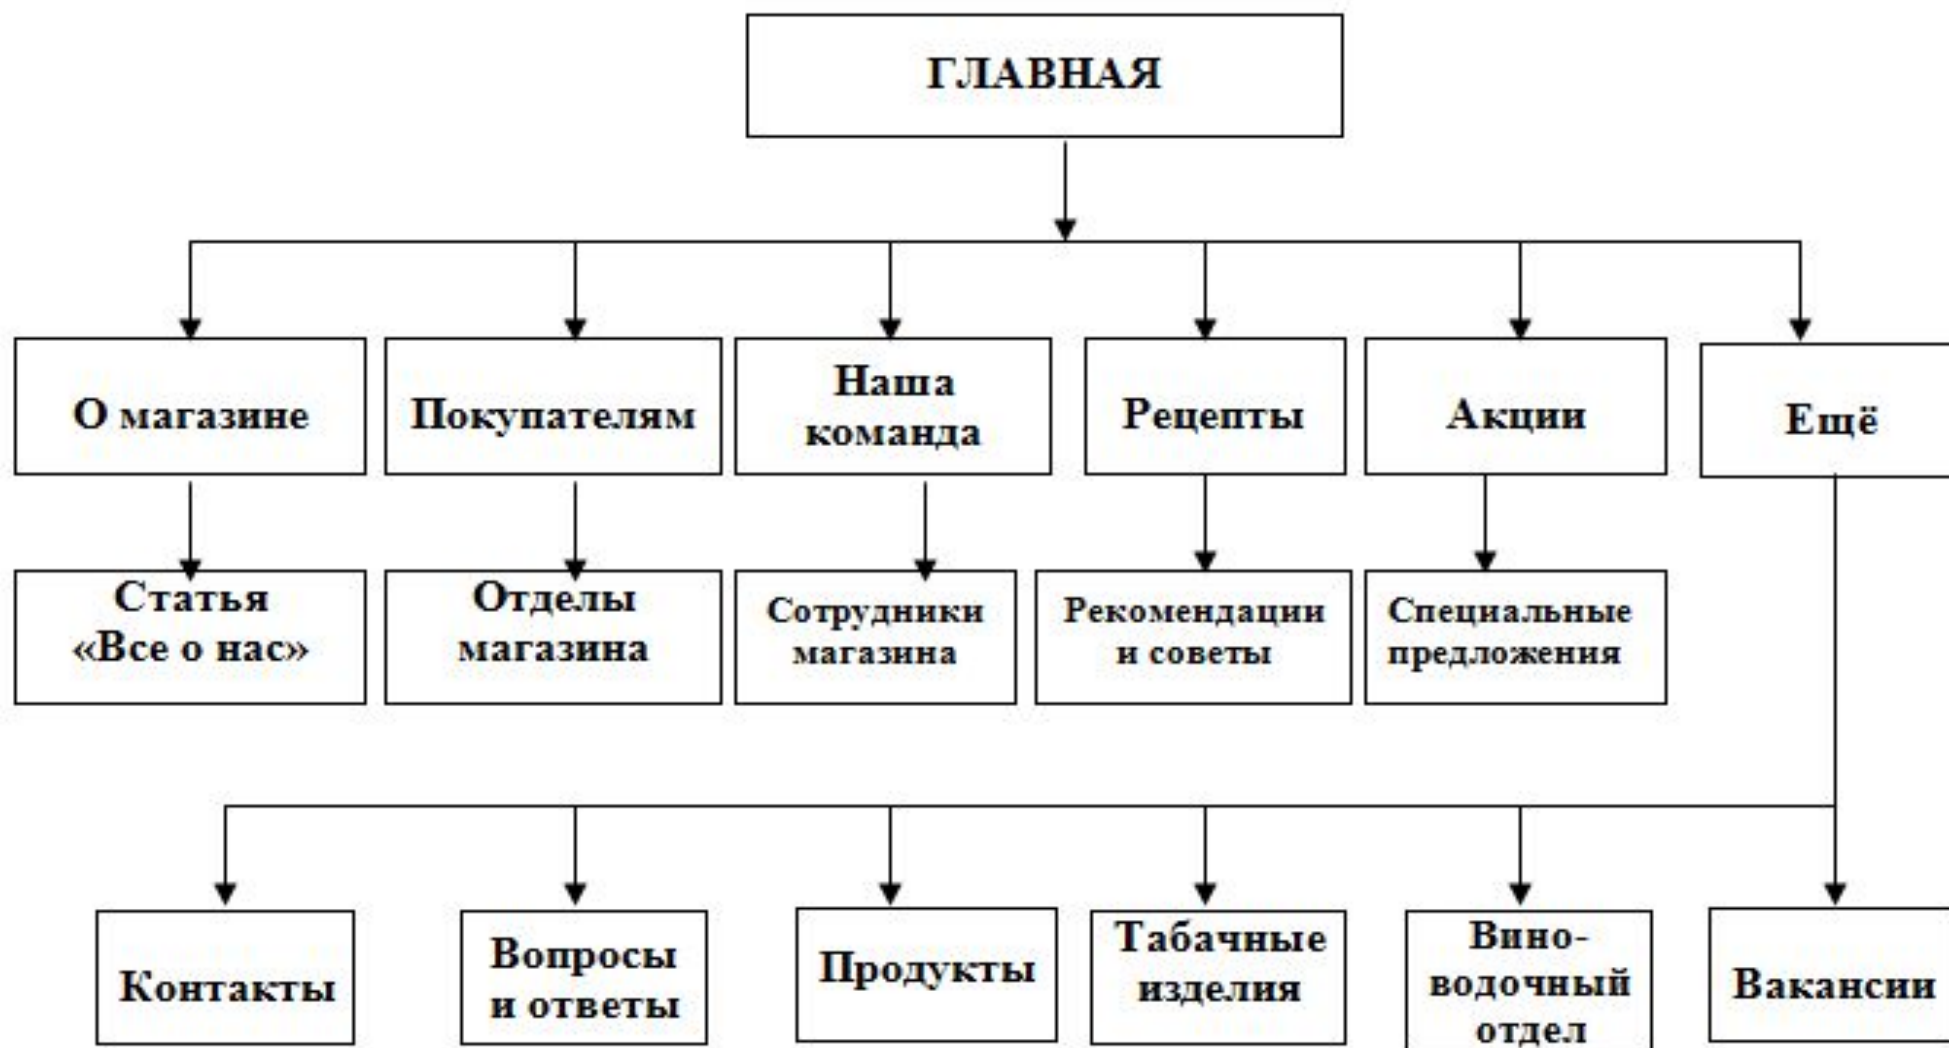 ГЛАВНАЯ
О магазине
Покупателям
Наша
команда
Рецепты
Акции
Ещё
Статья
«Все о нас»
Отделы
магазина
Сотрудники
магазина
Рекомендации
и советы
Специальные
предложения
Контакты
Вопросы
и ответы
Продукты
Табачные
изделия
Вино-
водочный
отдел
Вакансии